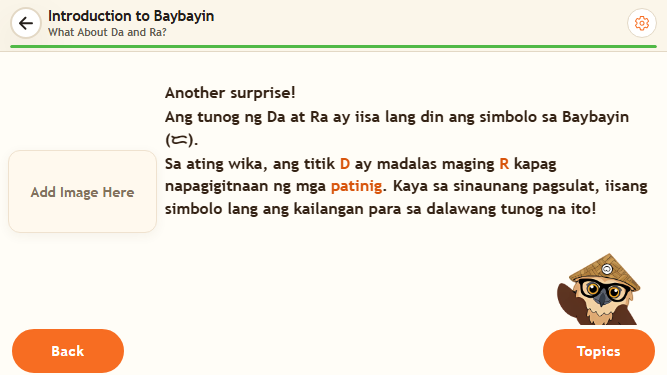 Introduction to Baybayin
What About Da and Ra?
Another surprise!
Ang tunog ng Da at Ra ay iisa lang din ang simbolo sa Baybayin
(ᜇ).
Sa ating wika, ang titik D ay madalas maging R kapag
napagigitnaan ng mga patinig. Kaya sa sinaunang pagsulat, iisang
simbolo lang ang kailangan para sa dalawang tunog na ito!
Add Image Here
Back
Topics